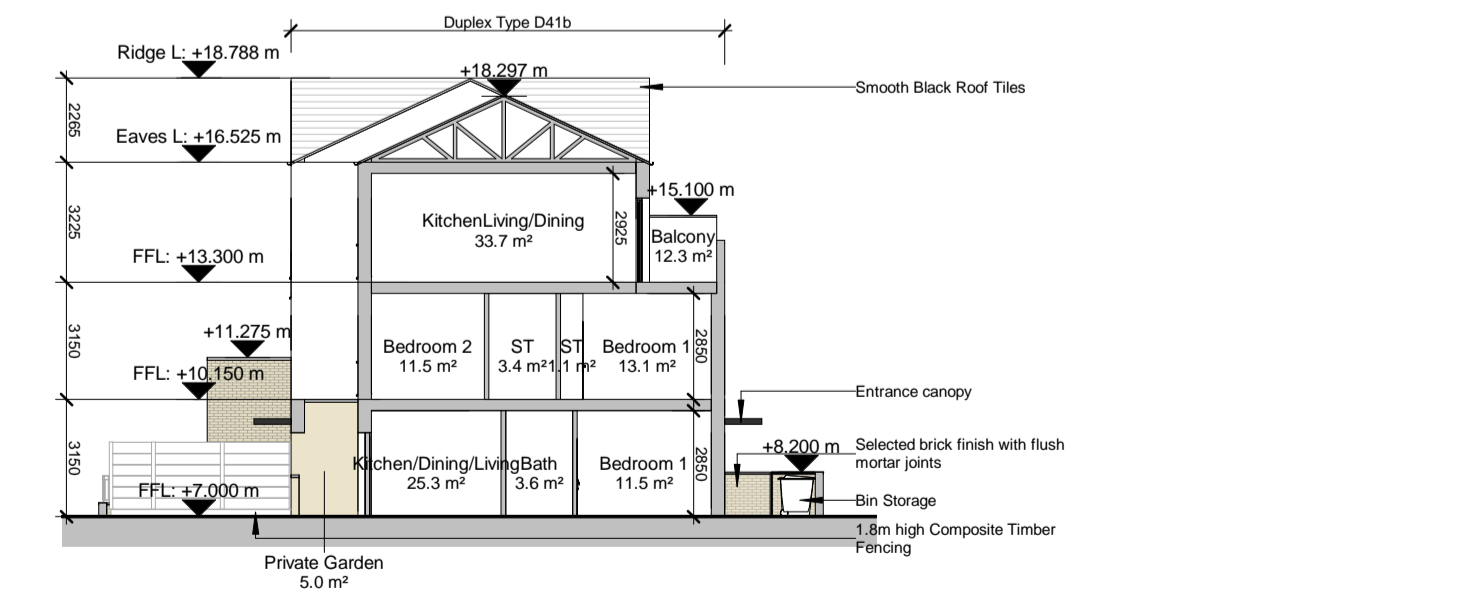 Duplex Type D41b
Ridge L: +18.788 m
+18.297 m
Smooth Black Roof Tiles
2265
Eaves L: +16.525 m
+15.100 m
3225
KitchenLiving/Dining
33.7 m²
2925
Balcony
12.3 m²
FFL: +13.300 m
+11.275 m
3150
Bedroom 2
11.5 m²
ST
3.4 m²
ST
1.1 m²
Bedroom 1
13.1 m²
2850
FFL: +10.150 m
Entrance canopy
+8.200 m
Selected brick finish with flush
mortar joints
3150
Kitchen/Dining/Living
25.3 m²
Bath
3.6 m²
Bedroom 1
11.5 m²
2850
FFL: +7.000 m
Bin Storage
1.8m high Composite Timber
Fencing
Private Garden
5.0 m²